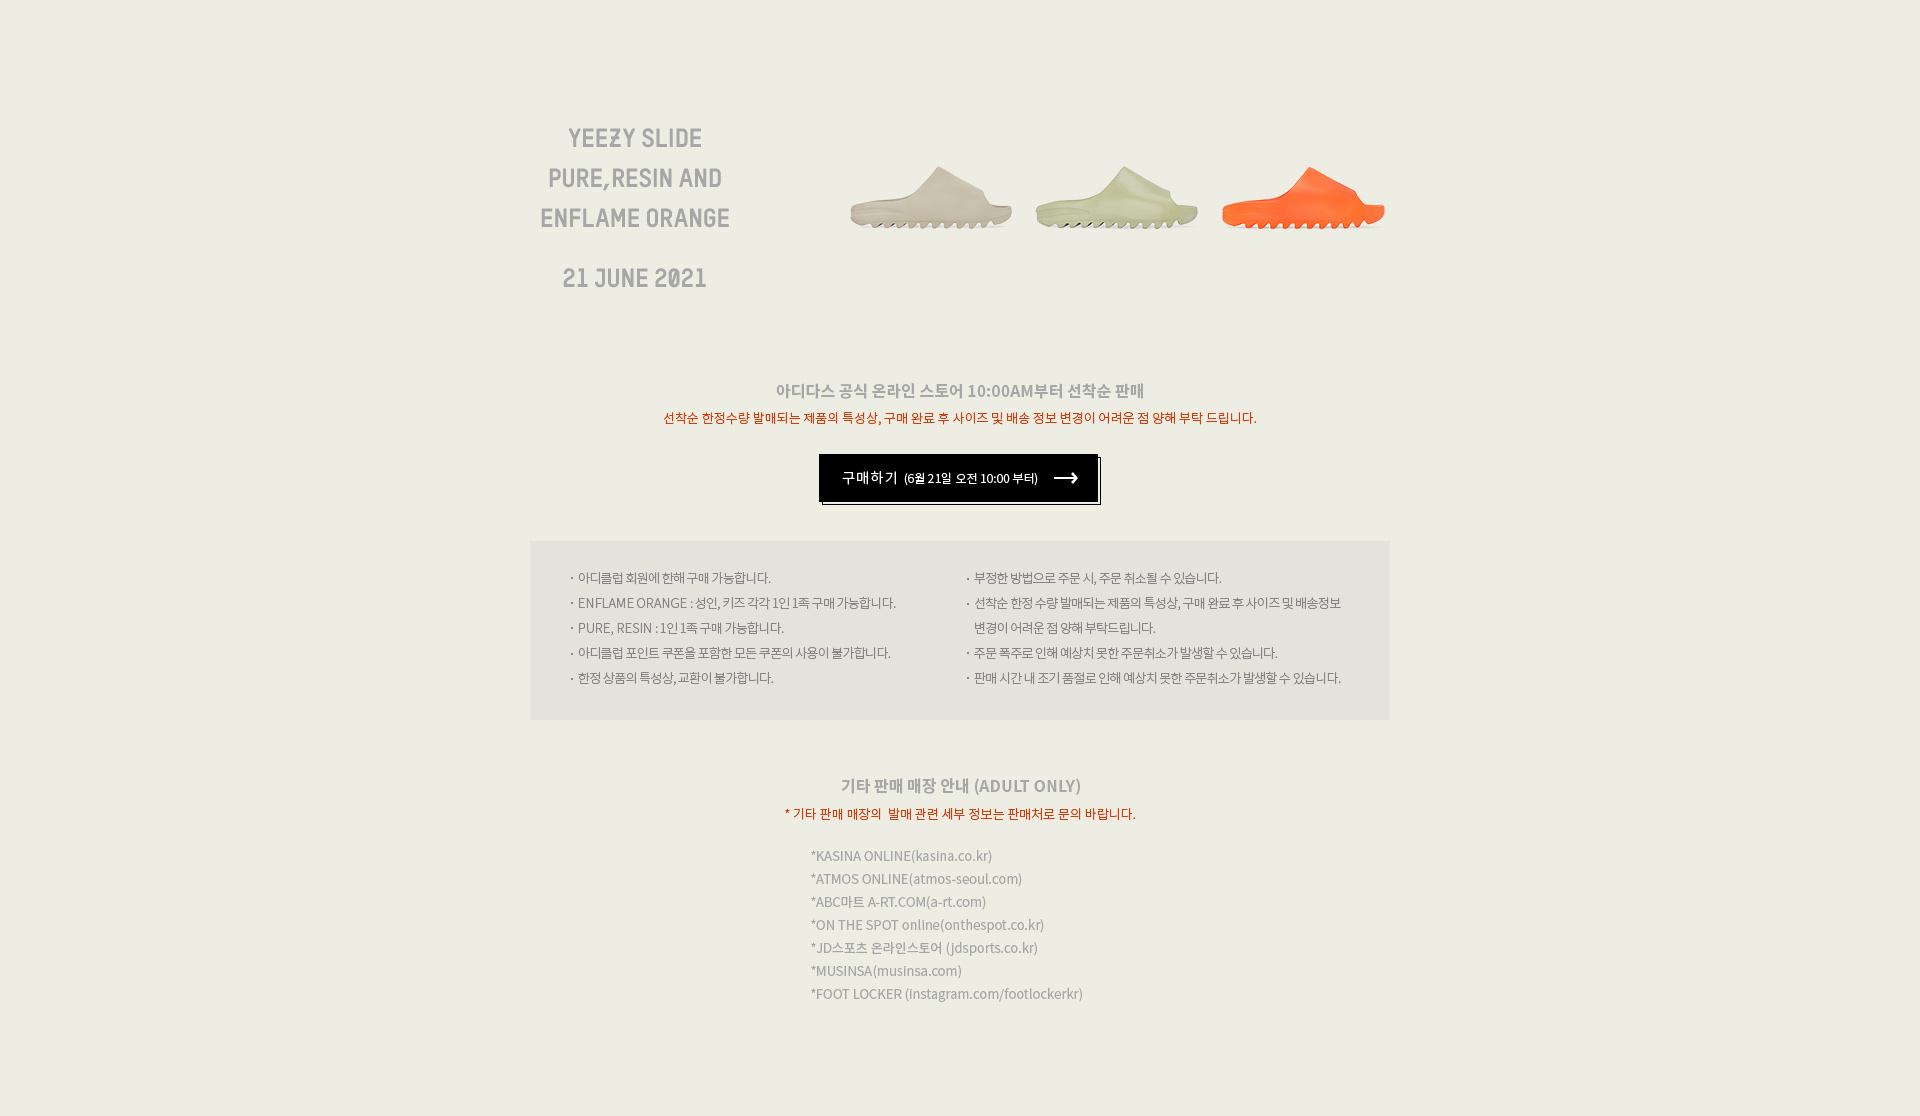 YEEZY SLIDE
PURE,RESIN AND
ENFLAME ORANGE
21 JUNE 2021
아디다스 공식 온라인 스토어 10:00AM부터 선착순 판매
선착순 한정수량 발매되는 제품의 특성상, 구매 완료 후 사이즈 및 배송 정보 변경이 어려운 점 양해 부탁 드립니다.
구매하기 (6월 21일 오전 10:00 부터)
· 아디클럽 회원에 한해 구매 가능합니다.
· ENFLAME ORANGE : 성인, 키즈 각각 1인 1족 구매 가능합니다.
· PURE, RESIN : 1인 1족 구매 가능합니다.
· 아디클럽 포인트 쿠폰을 포함한 모든 쿠폰의 사용이 불가합니다.
· 한정 상품의 특성상, 교환이 불가합니다.
· 부정한 방법으로 주문 시, 주문 취소될 수 있습니다.
· 선착순 한정 수량 발매되는 제품의 특성상, 구매 완료 후 사이즈 및 배송정보
변경이 어려운 점 양해 부탁드립니다.
· 주문 폭주로 인해 예상치 못한 주문취소가 발생할 수 있습니다.
· 판매 시간 내 조기 품절로 인해 예상치 못한 주문취소가 발생할 수 있습니다.
기타 판매 매장 안내 (ADULT ONLY)
* 기타 판매 매장의 발매 관련 세부 정보는 판매처로 문의 바랍니다.
*KASINA ONLINE(kasina.co.kr)
*ATMOS ONLINE(atmos-seoul.com)
*ABC마트 A-RT.COM(a-rt.com)
*ON THE SPOT online(onthespot.co.kr)
*JD스포츠 온라인스토어 (jdsports.co.kr)
*MUSINSA(musinsa.com)
*FOOT LOCKER (instagram.com/footlockerkr)